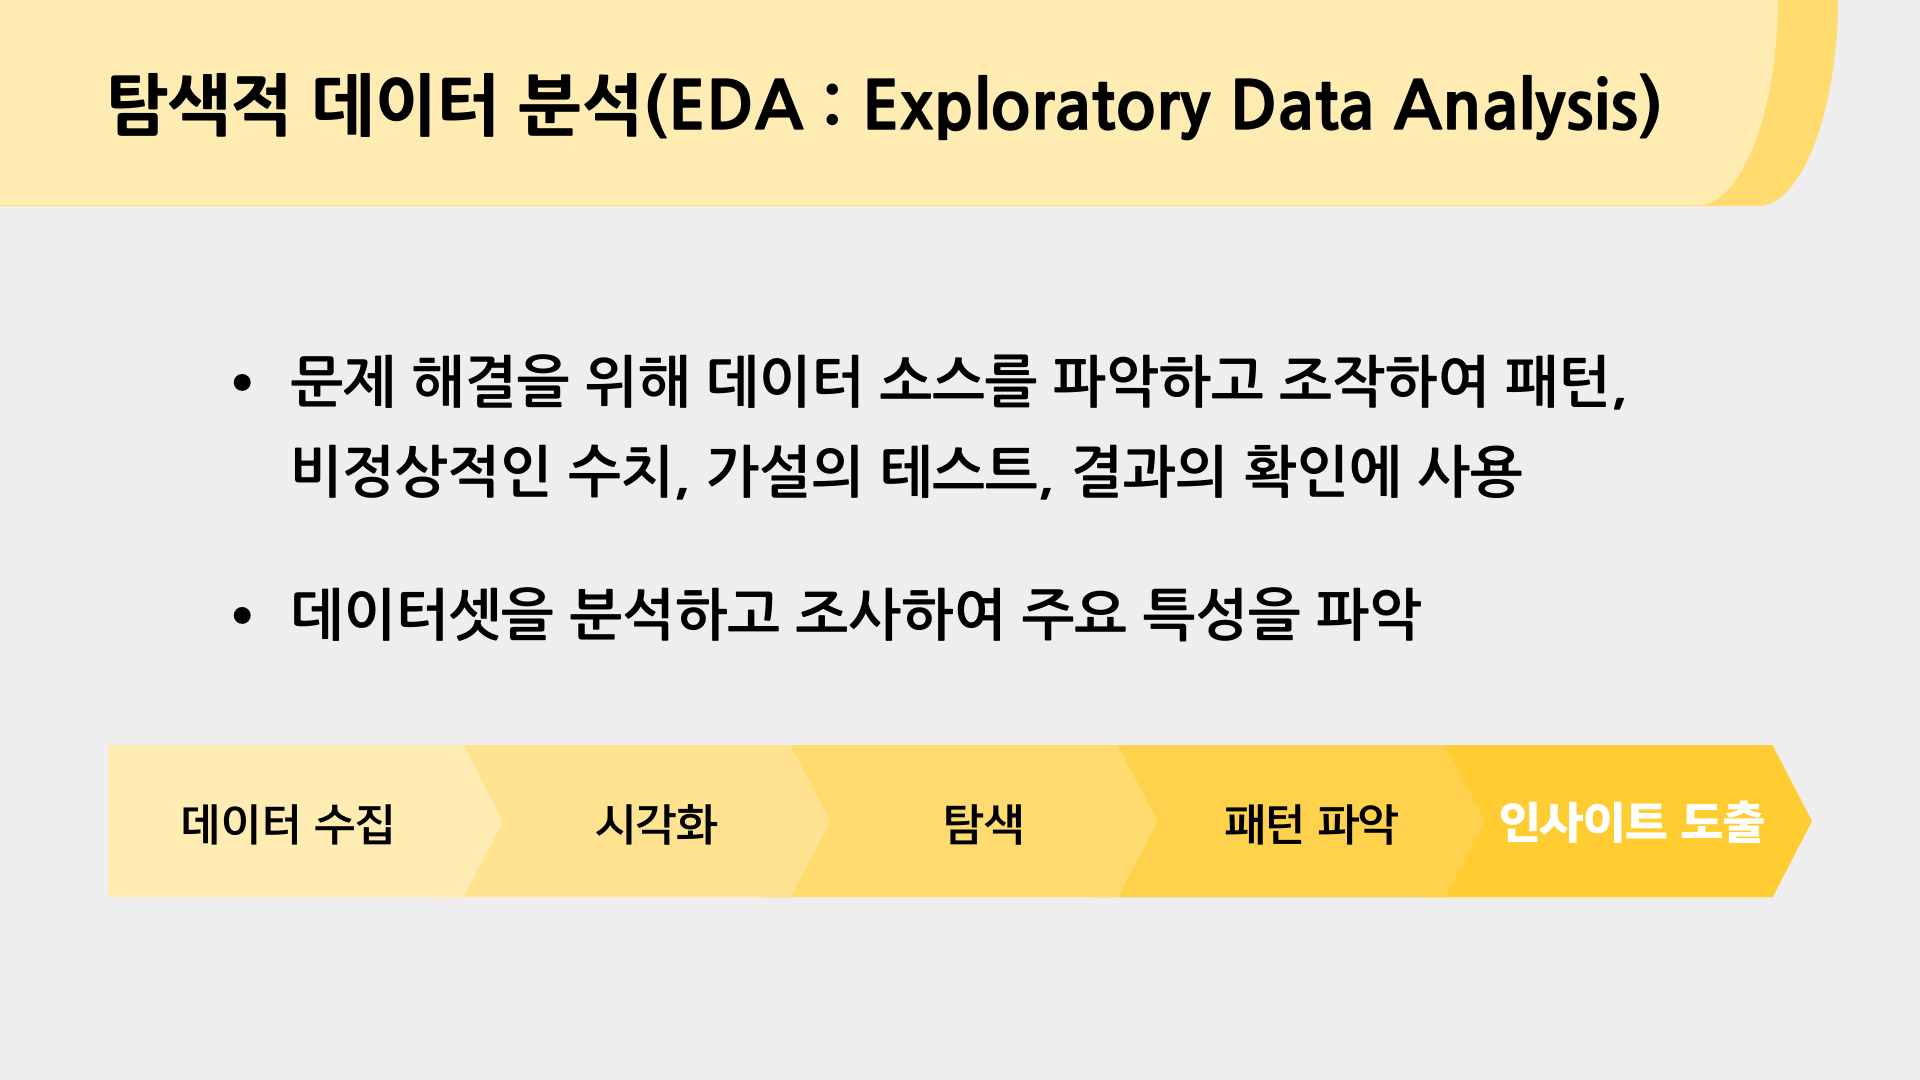 탐색적 데이터 분석(EDA : Exploratory Data Analysis)
• 문제 해결을 위해 데이터 소스를 파악하고 조작하여 패턴,
비정상적인 수치, 가설의 테스트, 결과의 확인에 사용
• 데이터셋을 분석하고 조사하여 주요 특성을 파악
데이터 수집
시각화
탐색
패턴 파악
인사이트 도출